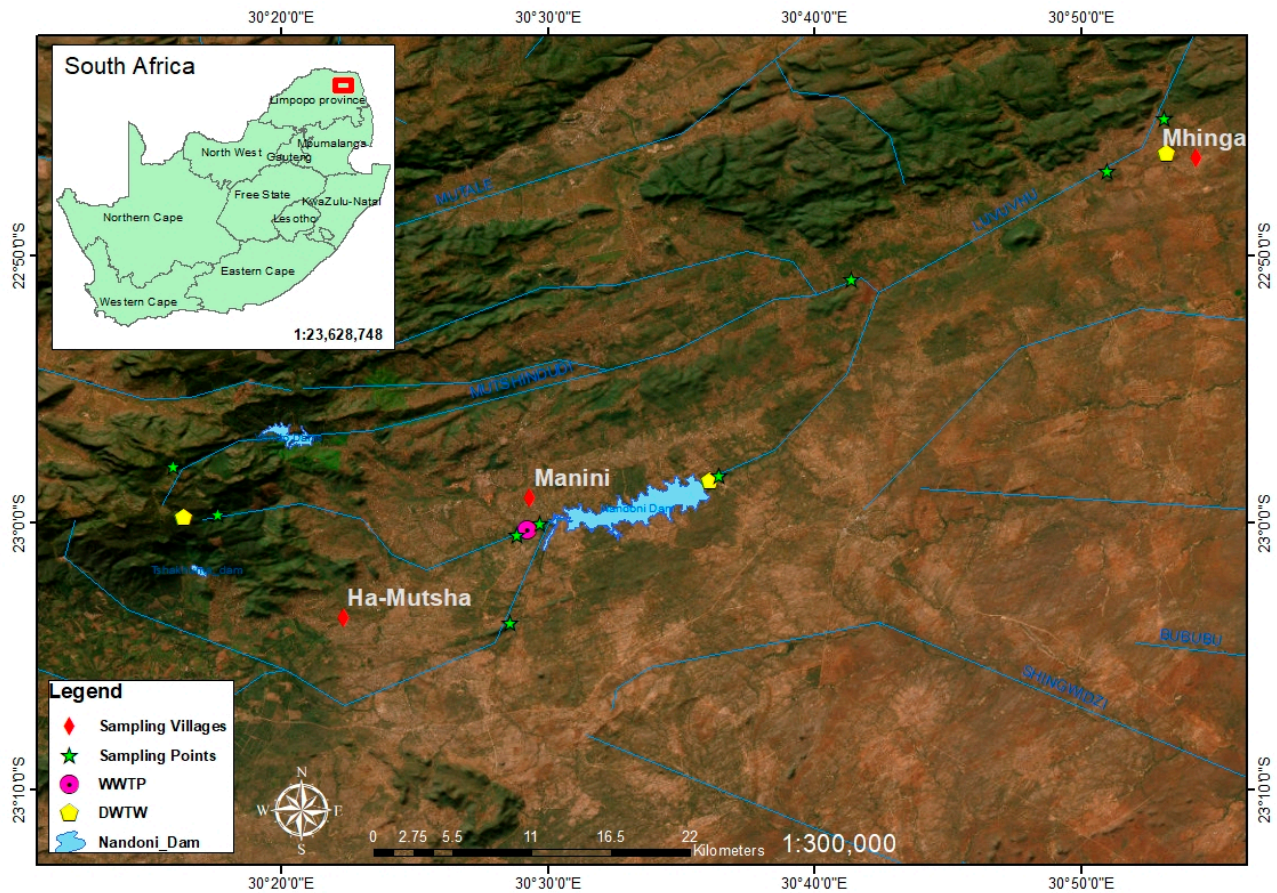 30°20'0"E 30°30'0"E 30°40'0"E 30°50'0"E
South Africa
Limpopo province
Mpumalanga
North West
Gauteng
Free State
KwaZulu-Natal
Northern Cape
Lesotho
Eastern Cape
Western Cape
1:23,628,748
Mhinga
MUTALE
LUVUVHU
22°50'0"S 22°50'0"S
MUTSHINDUDI
Manini
Nandoni Dam
23°0'0"S 23°0'0"S
Ha-Mutsha
BUBUBU
SHINGWIDZI
Legend
Sampling Villages
Sampling Points
WWTP
DWTW
Nandoni_Dam
N
W E
S
0 2.75 5.5 11 16.5 22
Kilometers
1:300,000
23°10'0"S 23°10'0"S
30°20'0"E 30°30'0"E 30°40'0"E 30°50'0"E